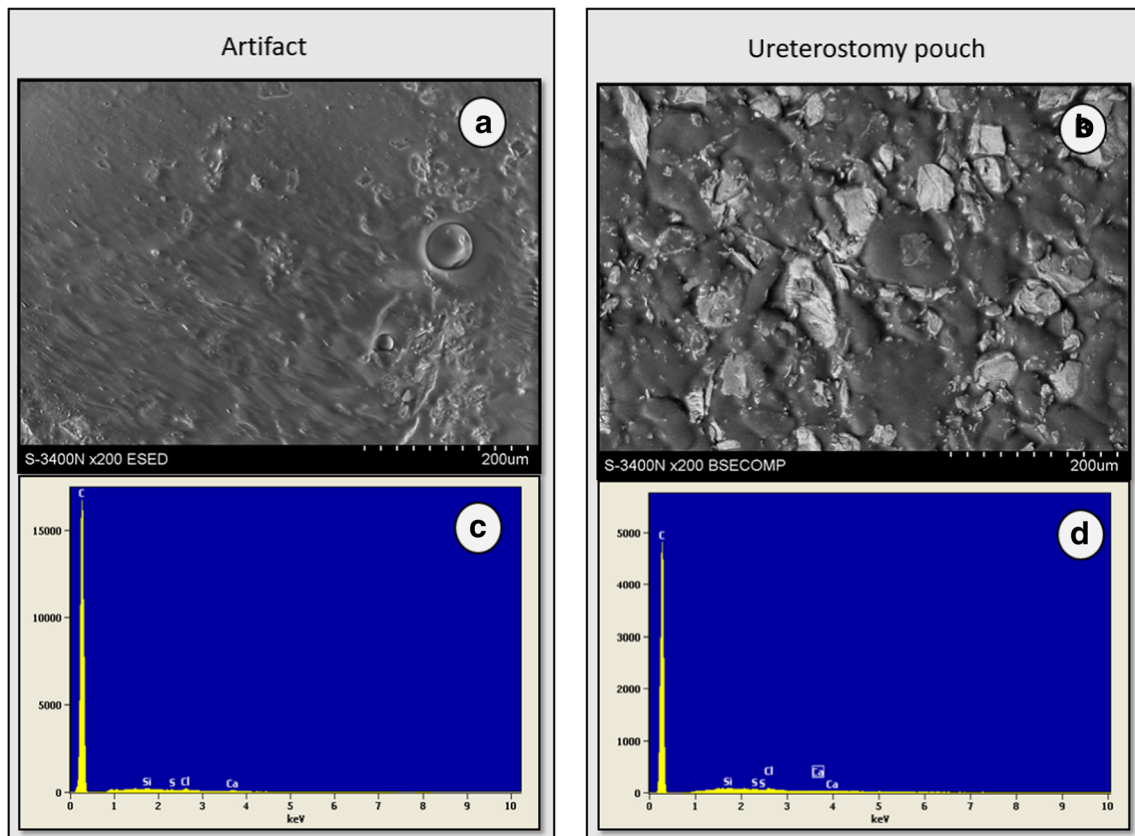 Artifact
a
S-3400N x200 ESED 200um
C
15000
10000
5000
0
Si S Cl Ca
0 1 2 3 4 5 6 7 8 9 10
keV
c
Ureterostomy pouch
b
S-3400N x200 BSECOMP 200um
C
5000
4000
3000
2000
1000
0
Si S S Cl Ca Ca
0 1 2 3 4 5 6 7 8 9 10
keV
d